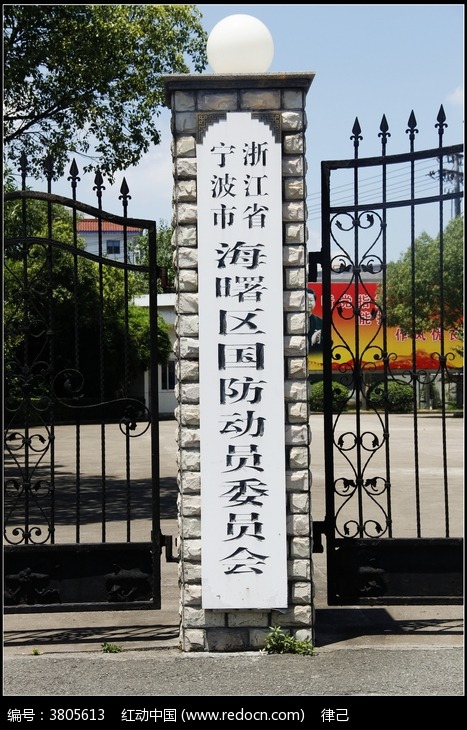 浙江省
宁波市
海曙区国防动员委员会
编号：3805613 红动中国 (www.redocn.com) 律己